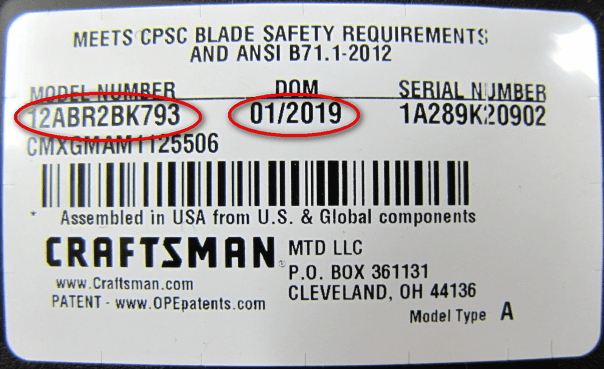 MEETS CPSC BLADE SAFETY REQUIREMENTS
AND ANSI B71.1-2012
MODEL NUMBER DOM SERIAL NUMBER
12ABR2BK793 01/2019 1A289K20902
CMXGMAM1125506
* Assembled in USA from U.S. & Global components
CRAFTSMAN MTD LLC
P.O. BOX 361131
www.Craftsman.com CLEVELAND, OH 44136
PATENT - www.OPEpatents.com
Model Type A